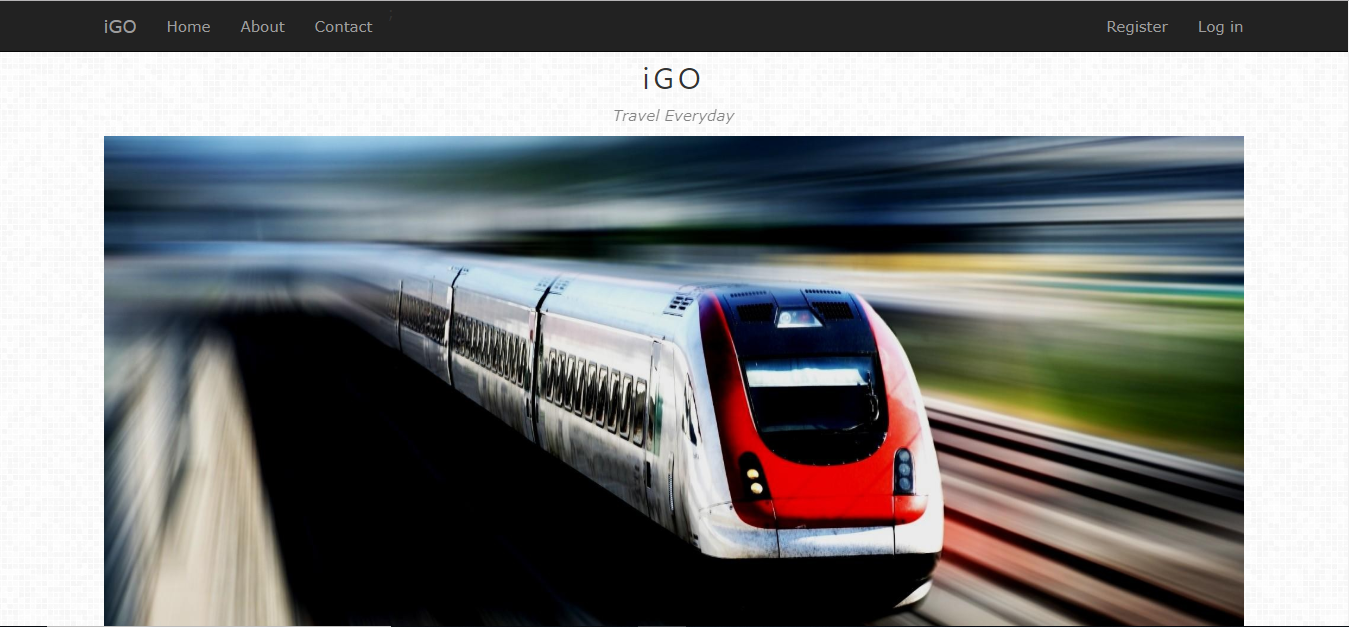 iGO Home About Contact Register Log in
iGO
Travel Everyday